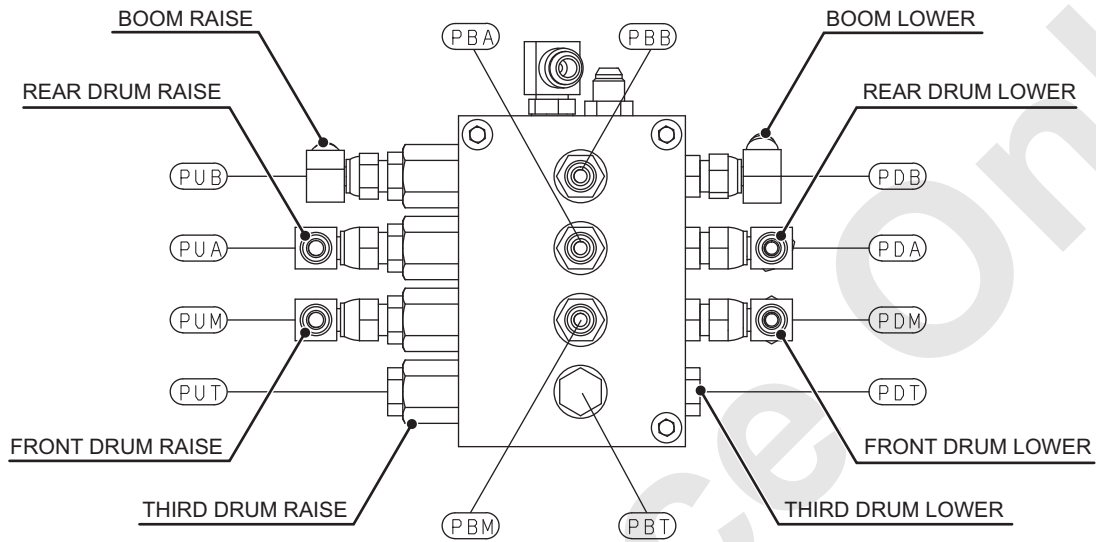 BOOM RAISE
PBA
PBB
BOOM LOWER
REAR DRUM RAISE
REAR DRUM LOWER
PUB
PDB
PUA
PDA
PUM
PDM
PUT
PDT
FRONT DRUM RAISE
FRONT DRUM LOWER
THIRD DRUM RAISE
PBM
PBT
THIRD DRUM LOWER